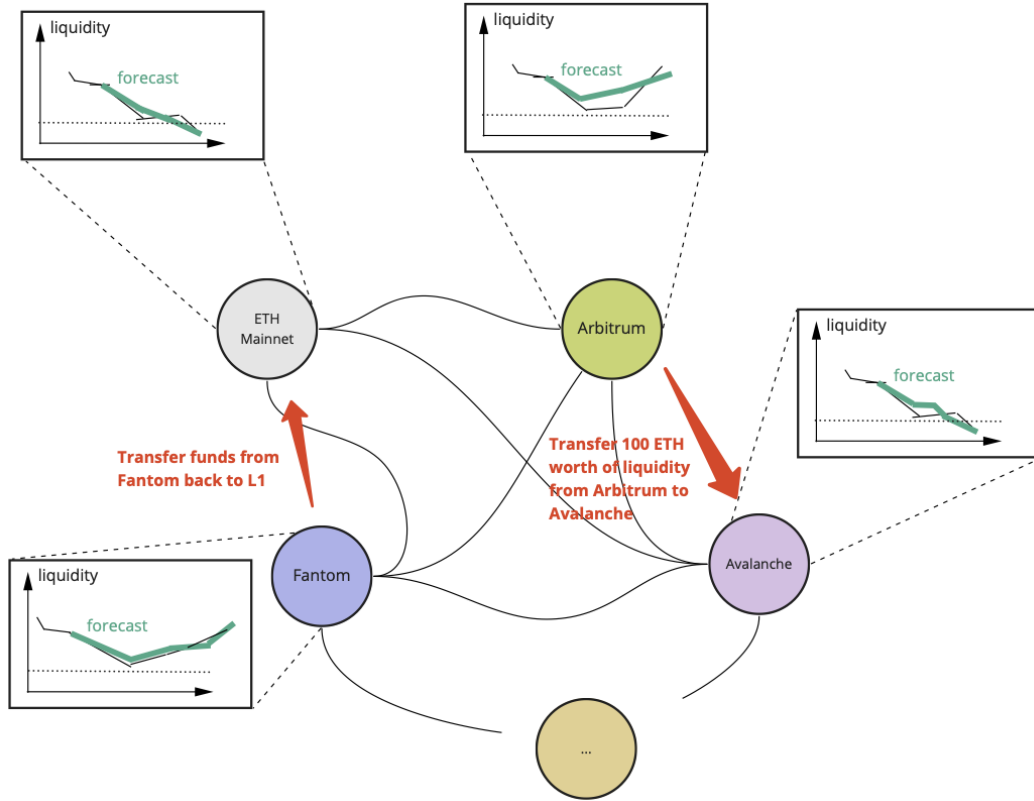 liquidity
forecast
liquidity
forecast
ETH
Mainnet
Arbitrum
liquidity
forecast
Transfer funds from
Fantom back to L1
Transfer 100 ETH
worth of liquidity
from Arbitrum to
Avalanche
Fantom
Avalanche
liquidity
forecast
...